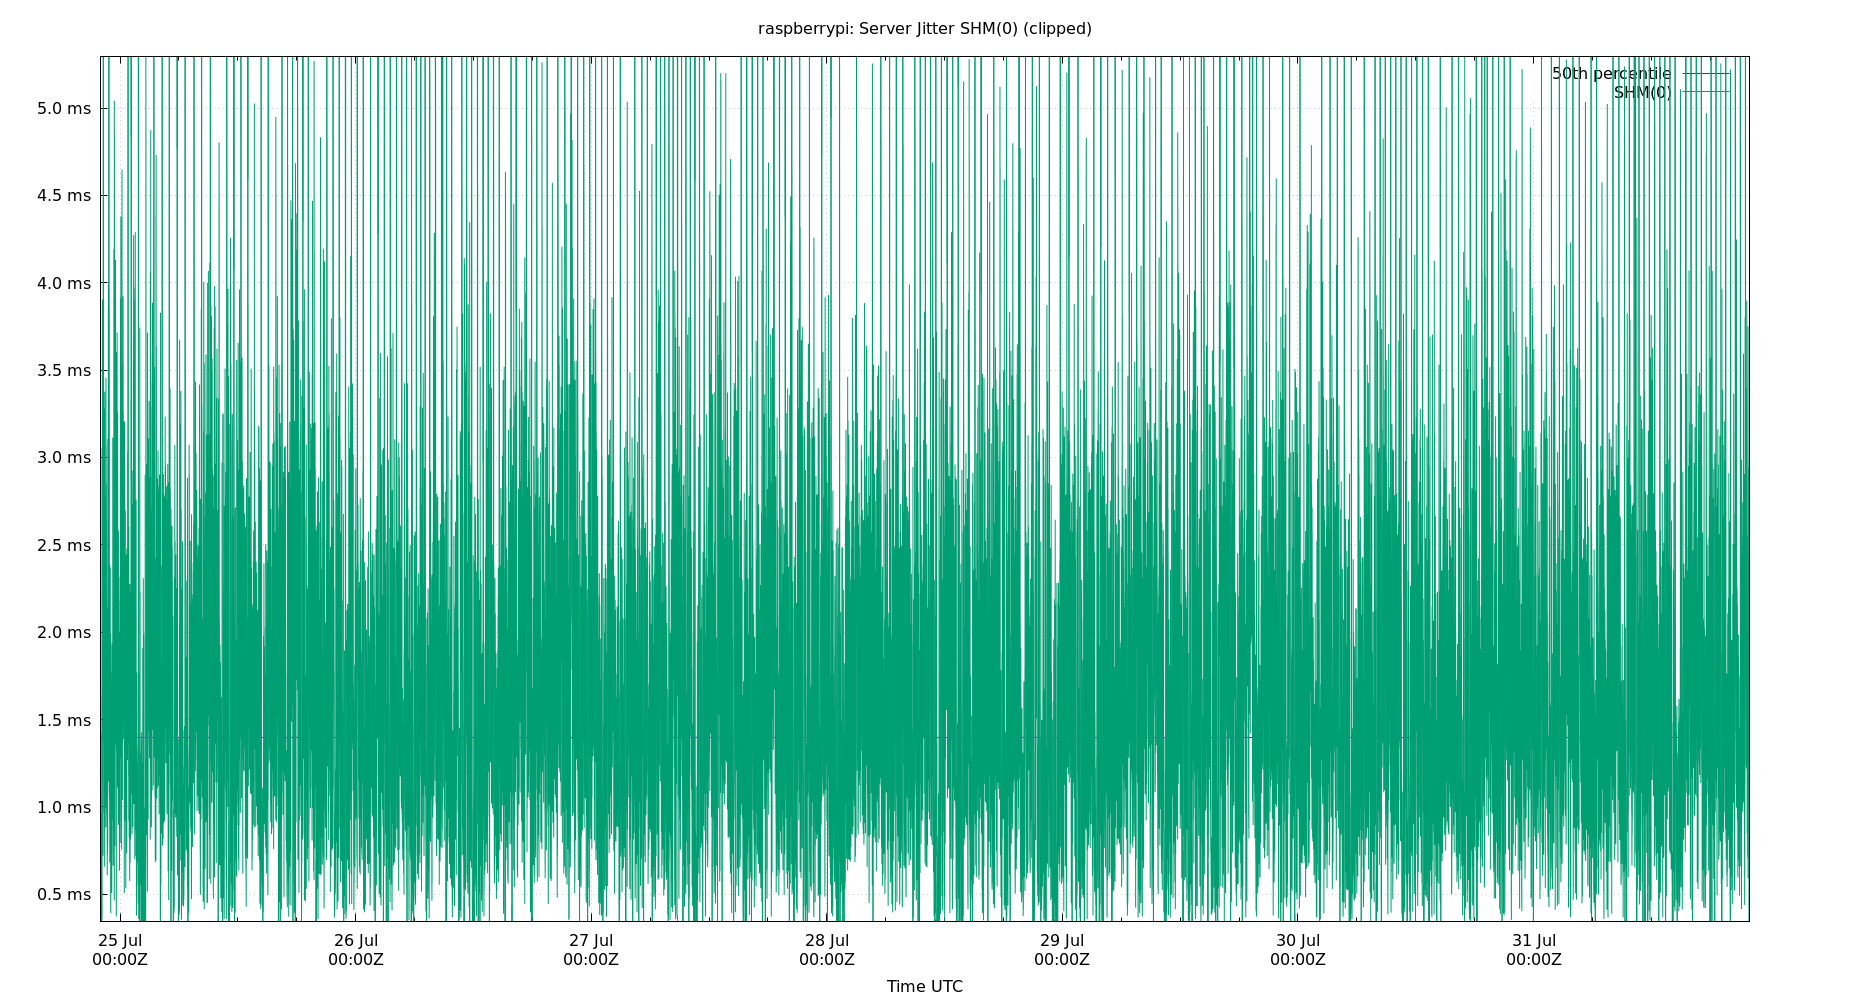 raspberrypi: Server Jitter SHM(0) (clipped)
50th percentile
SHM(0)
5.0 ms
4.5 ms
4.0 ms
3.5 ms
3.0 ms
2.5 ms
2.0 ms
1.5 ms
1.0 ms
0.5 ms
25 Jul 26 Jul 27 Jul 28 Jul 29 Jul 30 Jul 31 Jul
00:00Z 00:00Z 00:00Z 00:00Z 00:00Z 00:00Z 00:00Z
Time UTC